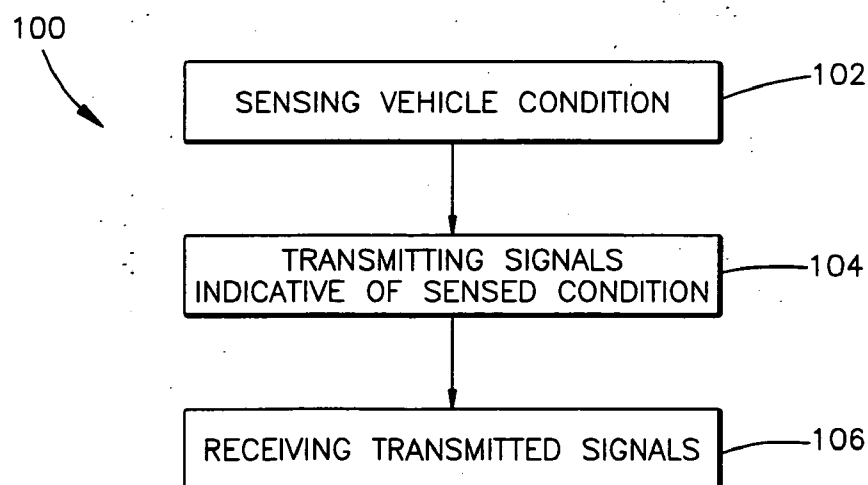 100
SENSING VEHICLE CONDITION
102
TRANSMITTING SIGNALS
INDICATIVE OF SENSED CONDITION
104
RECEIVING TRANSMITTED SIGNALS
106